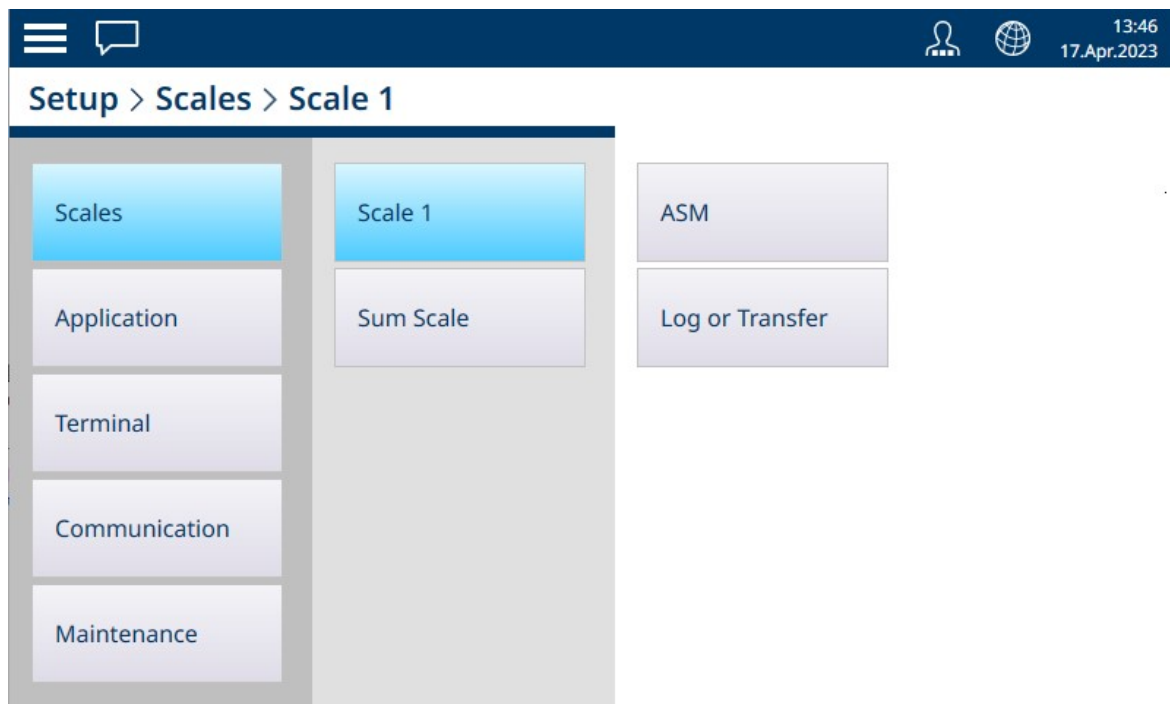 13:46
17.Apr.2023
Setup > Scales > Scale 1
Scales
Scale 1
ASM
Application
Sum Scale
Log or Transfer
Terminal
Communication
Maintenance